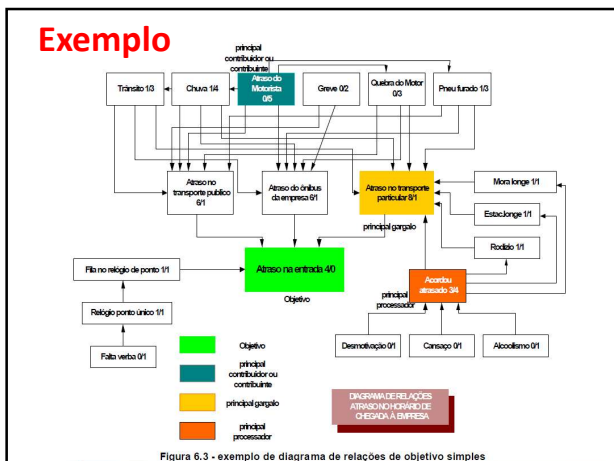 Exemplo
principal
contribuidor ou
contribuinte
Trânsito 1/3
Chuva 1/4
Atraso do
Motorista
0/5
Greve 0/2
Quebra do Motor
0/3
Pneu furado 1/3
Atraso no
transporte publico
6/1
Atraso do ônibus
da empresa 6/1
Atraso no transporte
particular 8/1
principal gargalo
Mora longe 1/1
Estac.longe 1/1
Rodízio 1/1
Fila no relógio de ponto 1/1
Atraso na entrada 4/0
Objetivo
Acordou
atrasado 3/4
principal
processador
Relógio ponto único 1/1
Falta verba 0/1
Desmotivação 0/1
Cansaço 0/1
Alcoolismo 0/1
Objetivo
principal
contribuidor ou
contribuinte
principal gargalo
principal
processador
DIAGRAMA DE RELAÇÕES
ATRASO NO HORÁRIO DE
CHEGADA À EMPRESA
Figura 6.3 - exemplo de diagrama de relações de objetivo simples